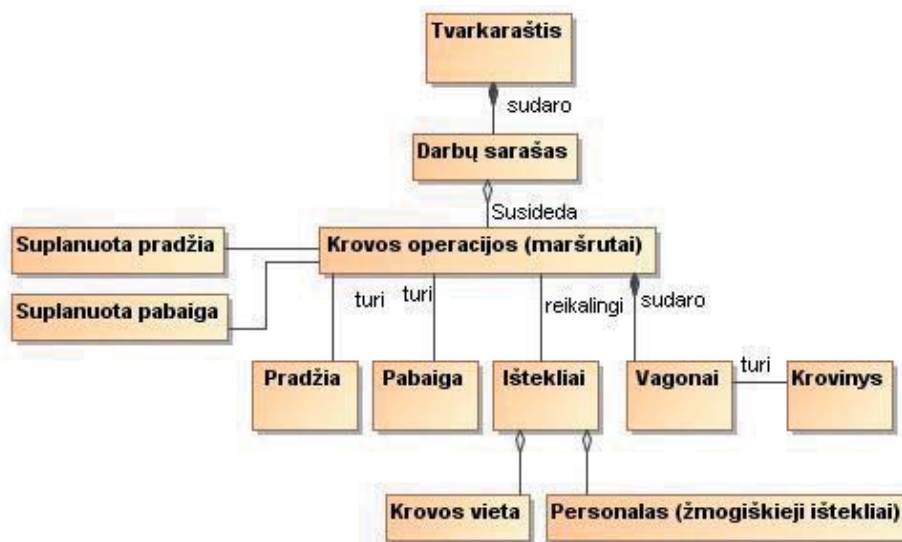 Tvarkaraštis
sudaro
Darbų sarašas
Susideda
Suplanuota pradžia
Krovos operacijos (maršrutai)
Suplanuota pabaiga
turi
turi
reikalingi
sudaro
Pradžia
Pabaiga
Ištekliai
Vagonai
turi
Krovinys
Krovos vieta
Personalas (žmogiškieji ištekliai)